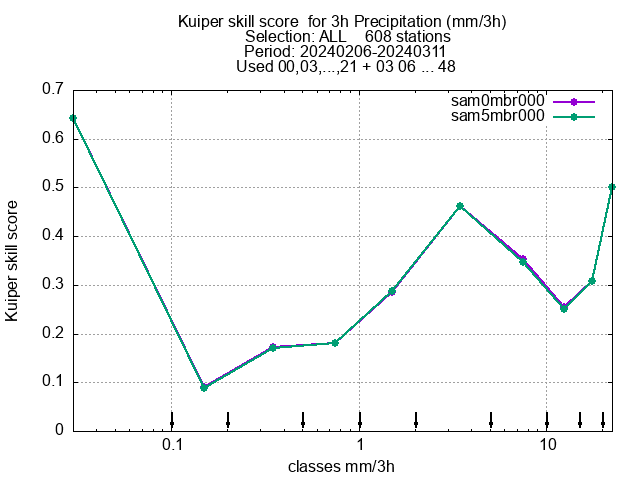 Kuiper skill score  for 3h Precipitation (mm/3h)
Selection: ALL    608 stations
Period: 20240206-20240311
Used 00,03,...,21 + 03 06 ... 48
sam0mbr000
sam5mbr000
0.7
0.6
0.5
0.4
0.3
0.2
0.1
0
Kuiper skill score
0.1
1
10
classes mm/3h